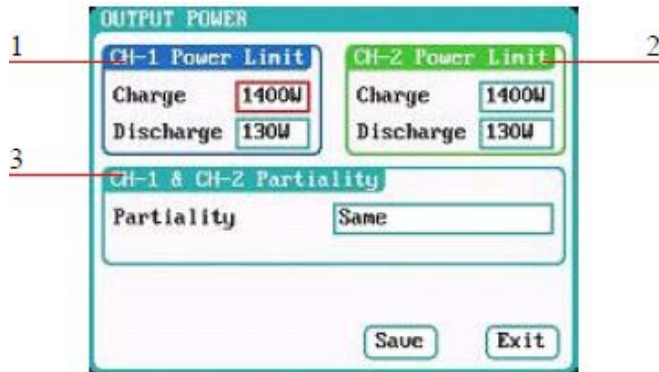 OUTPUT POWER
1 CH-1 Power Limit CH-2 Power Limit 2
Charge 1400W Charge 1400W
Discharge 130W Discharge 130W
3 CH-1 & CH-2 Partiality
Partiality Same
Save Exit